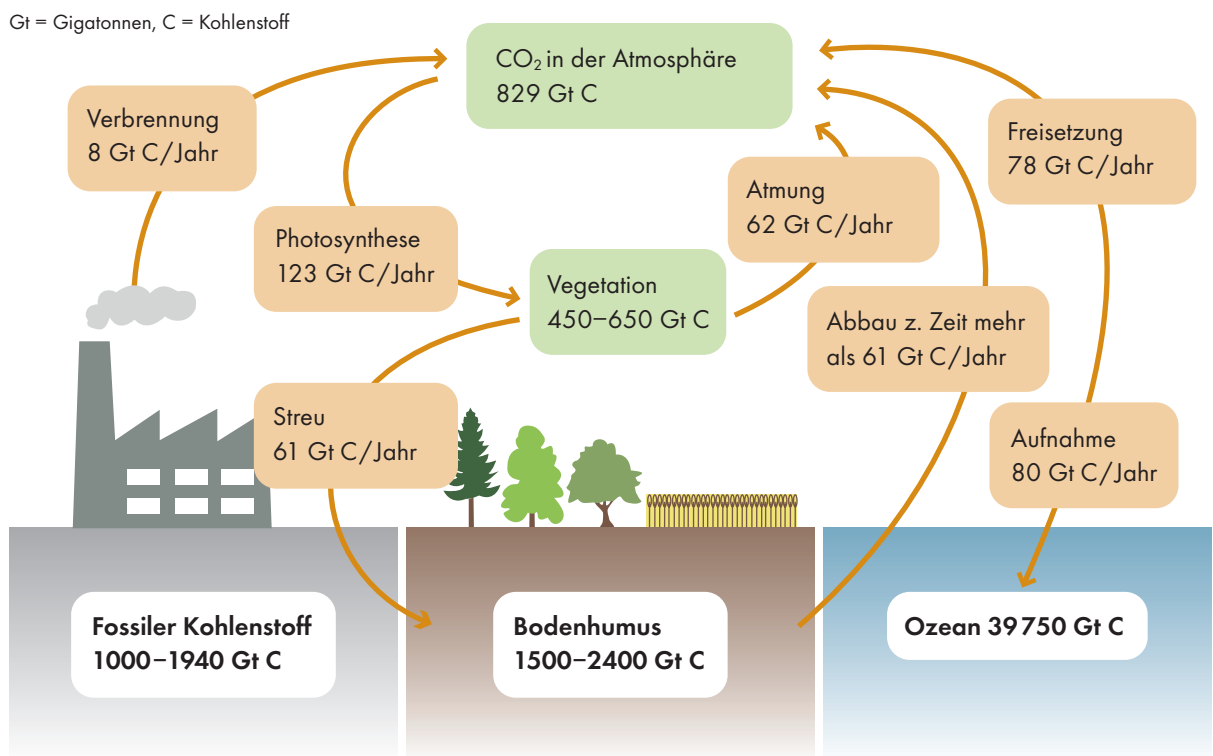 Gt = Gigatonnen, C = Kohlenstoff
CO₂ in der Atmosphäre
829 Gt C
Verbrennung
8 Gt C/Jahr
Freisetzung
78 Gt C/Jahr
Atmung
62 Gt C/Jahr
Photosynthese
123 Gt C/Jahr
Vegetation
450–650 Gt C
Abbau z. Zeit mehr
als 61 Gt C/Jahr
Streu
61 Gt C/Jahr
Aufnahme
80 Gt C/Jahr
Fossiler Kohlenstoff
1000–1940 Gt C
Bodenhumus
1500–2400 Gt C
Ozean 39 750 Gt C